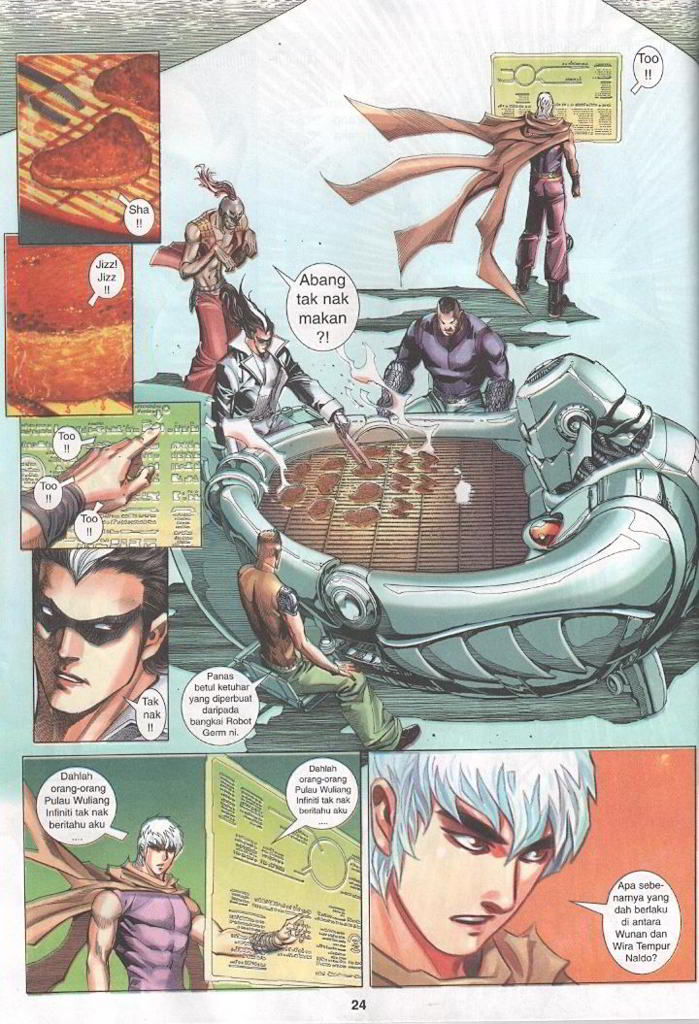 Sha
!!
Too
!!
Jizz!
Jizz
!!
Abang
tak nak
makan
?!
Too
!!
Too
!!
Too
!!
Tak
nak
!!
Panas
betul ketuhar
yang diperbuat
daripada
bangkai Robot
Germ ni.
Dahlah
orang-orang
Pulau Wuliang
Infiniti tak nak
beritahu aku
....
Dahlah
orang-orang
Pulau Wuliang
Infiniti tak nak
beritahu aku
....
Apa sebe-
narnya yang
dah berlaku
di antara
Wunan dan
Wira Tempur
Naldo?
24